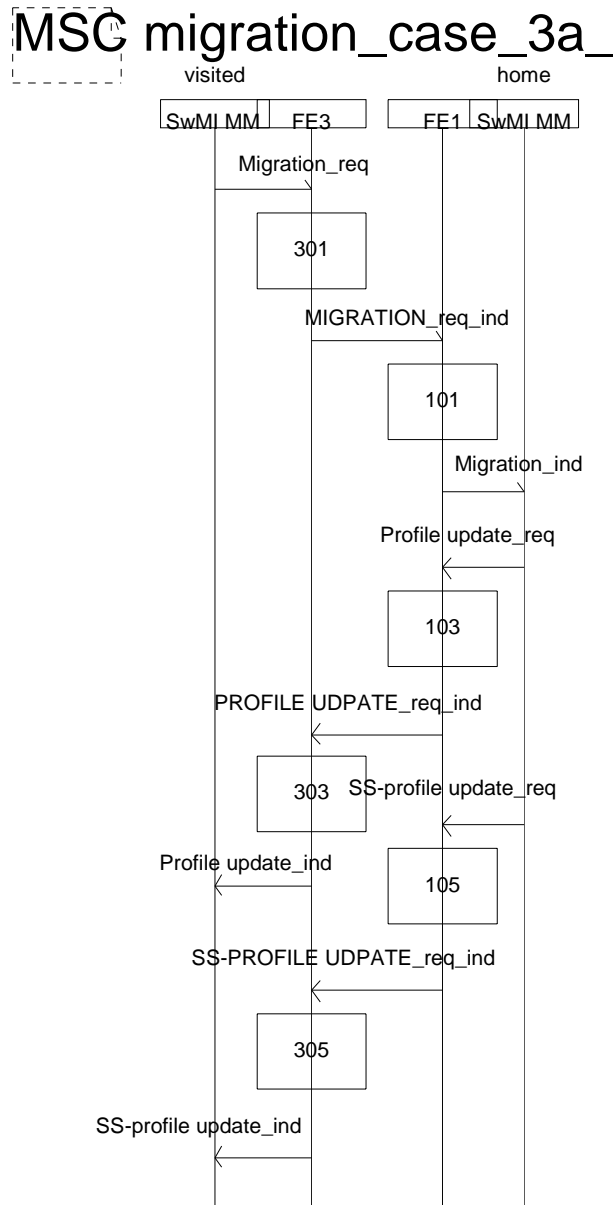 MSC migration_case_3a_
visited home
SwMI MM FE3 FE1 SwMI MM
Migration_req
301
MIGRATION_req_ind
101
Migration_ind
Profile update_req
103
PROFILE UDPATE_req_ind
303 SS-profile update_req
Profile update_ind
105
SS-PROFILE UDPATE_req_ind
305
SS-profile update_ind